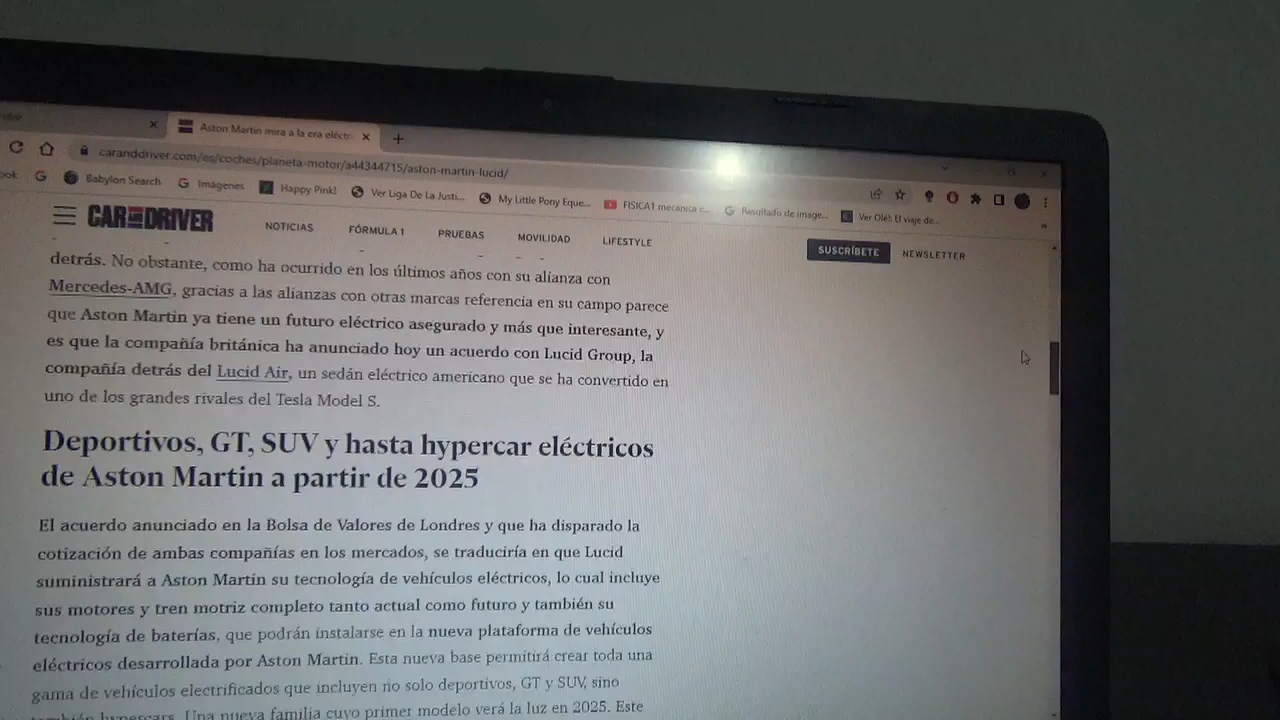 Aston Martin mira a la era eléctr
caranddriver.com/es/coches/planeta-motor/a44344715/aston-martin-lucid/
ook
Babylon Search
Imágenes
Happy Pink!
Ver Liga De La Justi...
My Little Pony Eque...
FISICA1 mecanica c...
Resultado de image...
Ver Olé!: El viaje de...
CAR AND DRIVER
NOTICIAS
FÓRMULA 1
PRUEBAS
MOVILIDAD
LIFESTYLE
SUSCRÍBETE
NEWSLETTER
detrás. No obstante, como ha ocurrido en los últimos años con su alianza con
Mercedes-AMG, gracias a las alianzas con otras marcas referencia en su campo parece
que Aston Martin ya tiene un futuro eléctrico asegurado y más que interesante, y
es que la compañía británica ha anunciado hoy un acuerdo con Lucid Group, la
compañía detrás del Lucid Air, un sedán eléctrico americano que se ha convertido en
uno de los grandes rivales del Tesla Model S.
Deportivos, GT, SUV y hasta hypercar eléctricos
de Aston Martin a partir de 2025
El acuerdo anunciado en la Bolsa de Valores de Londres y que ha disparado la
cotización de ambas compañías en los mercados, se traduciría en que Lucid
suministrará a Aston Martin su tecnología de vehículos eléctricos, lo cual incluye
sus motores y tren motriz completo tanto actual como futuro y también su
tecnología de baterías, que podrán instalarse en la nueva plataforma de vehículos
eléctricos desarrollada por Aston Martin. Esta nueva base permitirá crear toda una
gama de vehículos electrificados que incluyen no solo deportivos, GT y SUV, sino
también hypercars. Una nueva familia cuyo primer modelo verá la luz en 2025. Este